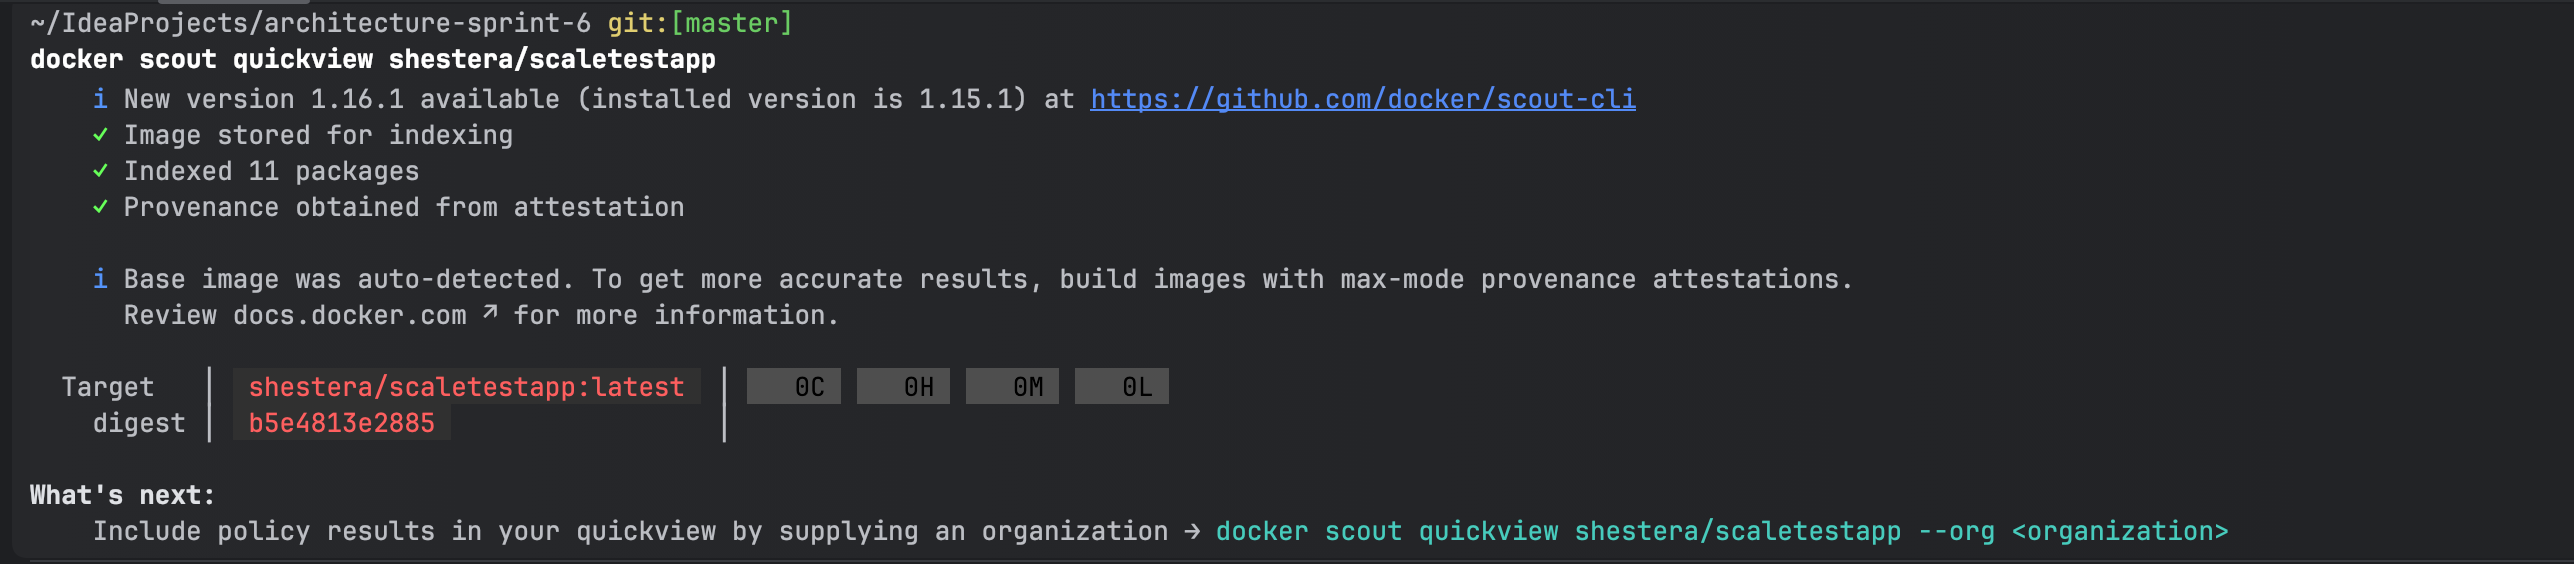 ~/IdeaProjects/architecture-sprint-6 git:[master]
docker scout quickview shestera/scaletestapp
i New version 1.16.1 available (installed version is 1.15.1) at https://github.com/docker/scout-cli
✓ Image stored for indexing
✓ Indexed 11 packages
✓ Provenance obtained from attestation
i Base image was auto-detected. To get more accurate results, build images with max-mode provenance attestations.
Review docs.docker.com ↗ for more information.
Target │ shestera/scaletestapp:latest │ 0C 0H 0M 0L
digest │ b5e4813e2885 │
What's next:
Include policy results in your quickview by supplying an organization → docker scout quickview shestera/scaletestapp --org <organization>